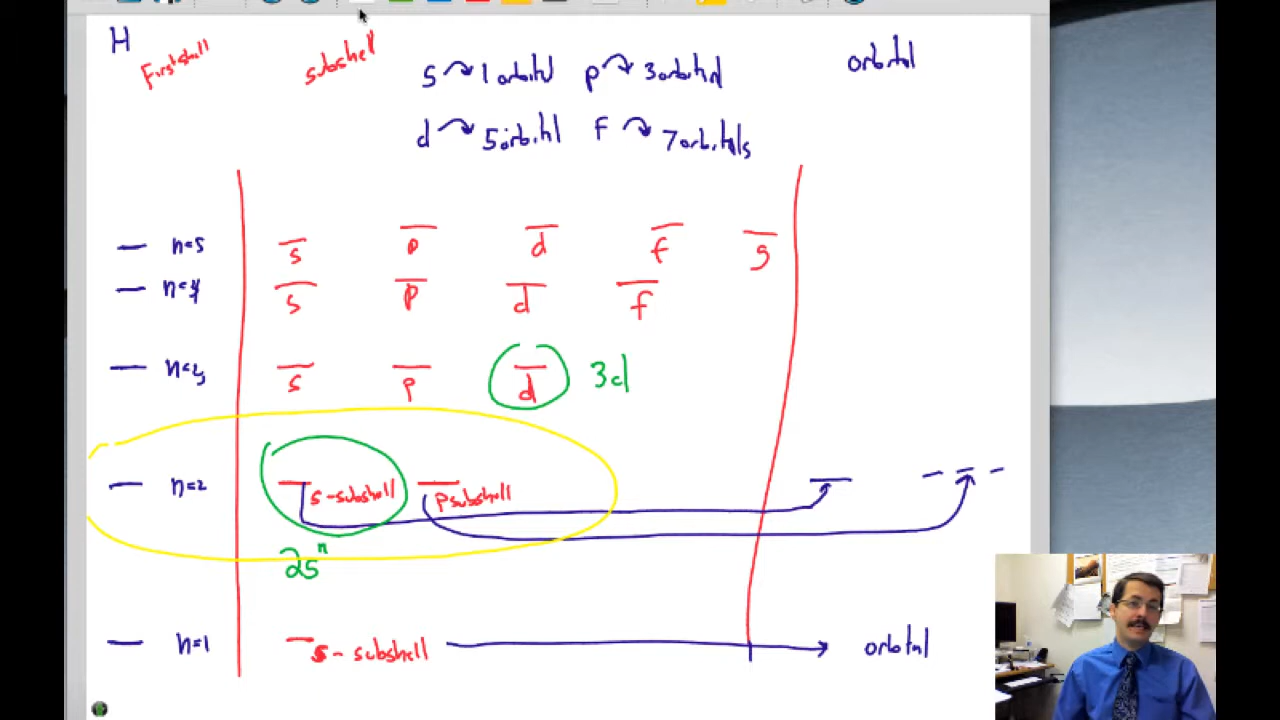 H
First shell subshell s 1 orbital p 3 orbital orbital
d 5 orbital f 7 orbitals
n=5 s p d f g
n=4 s p d f
n=3 s p d 3d
n=2 s-subshell p subshell
2s"
n=1 s-subshell orbital